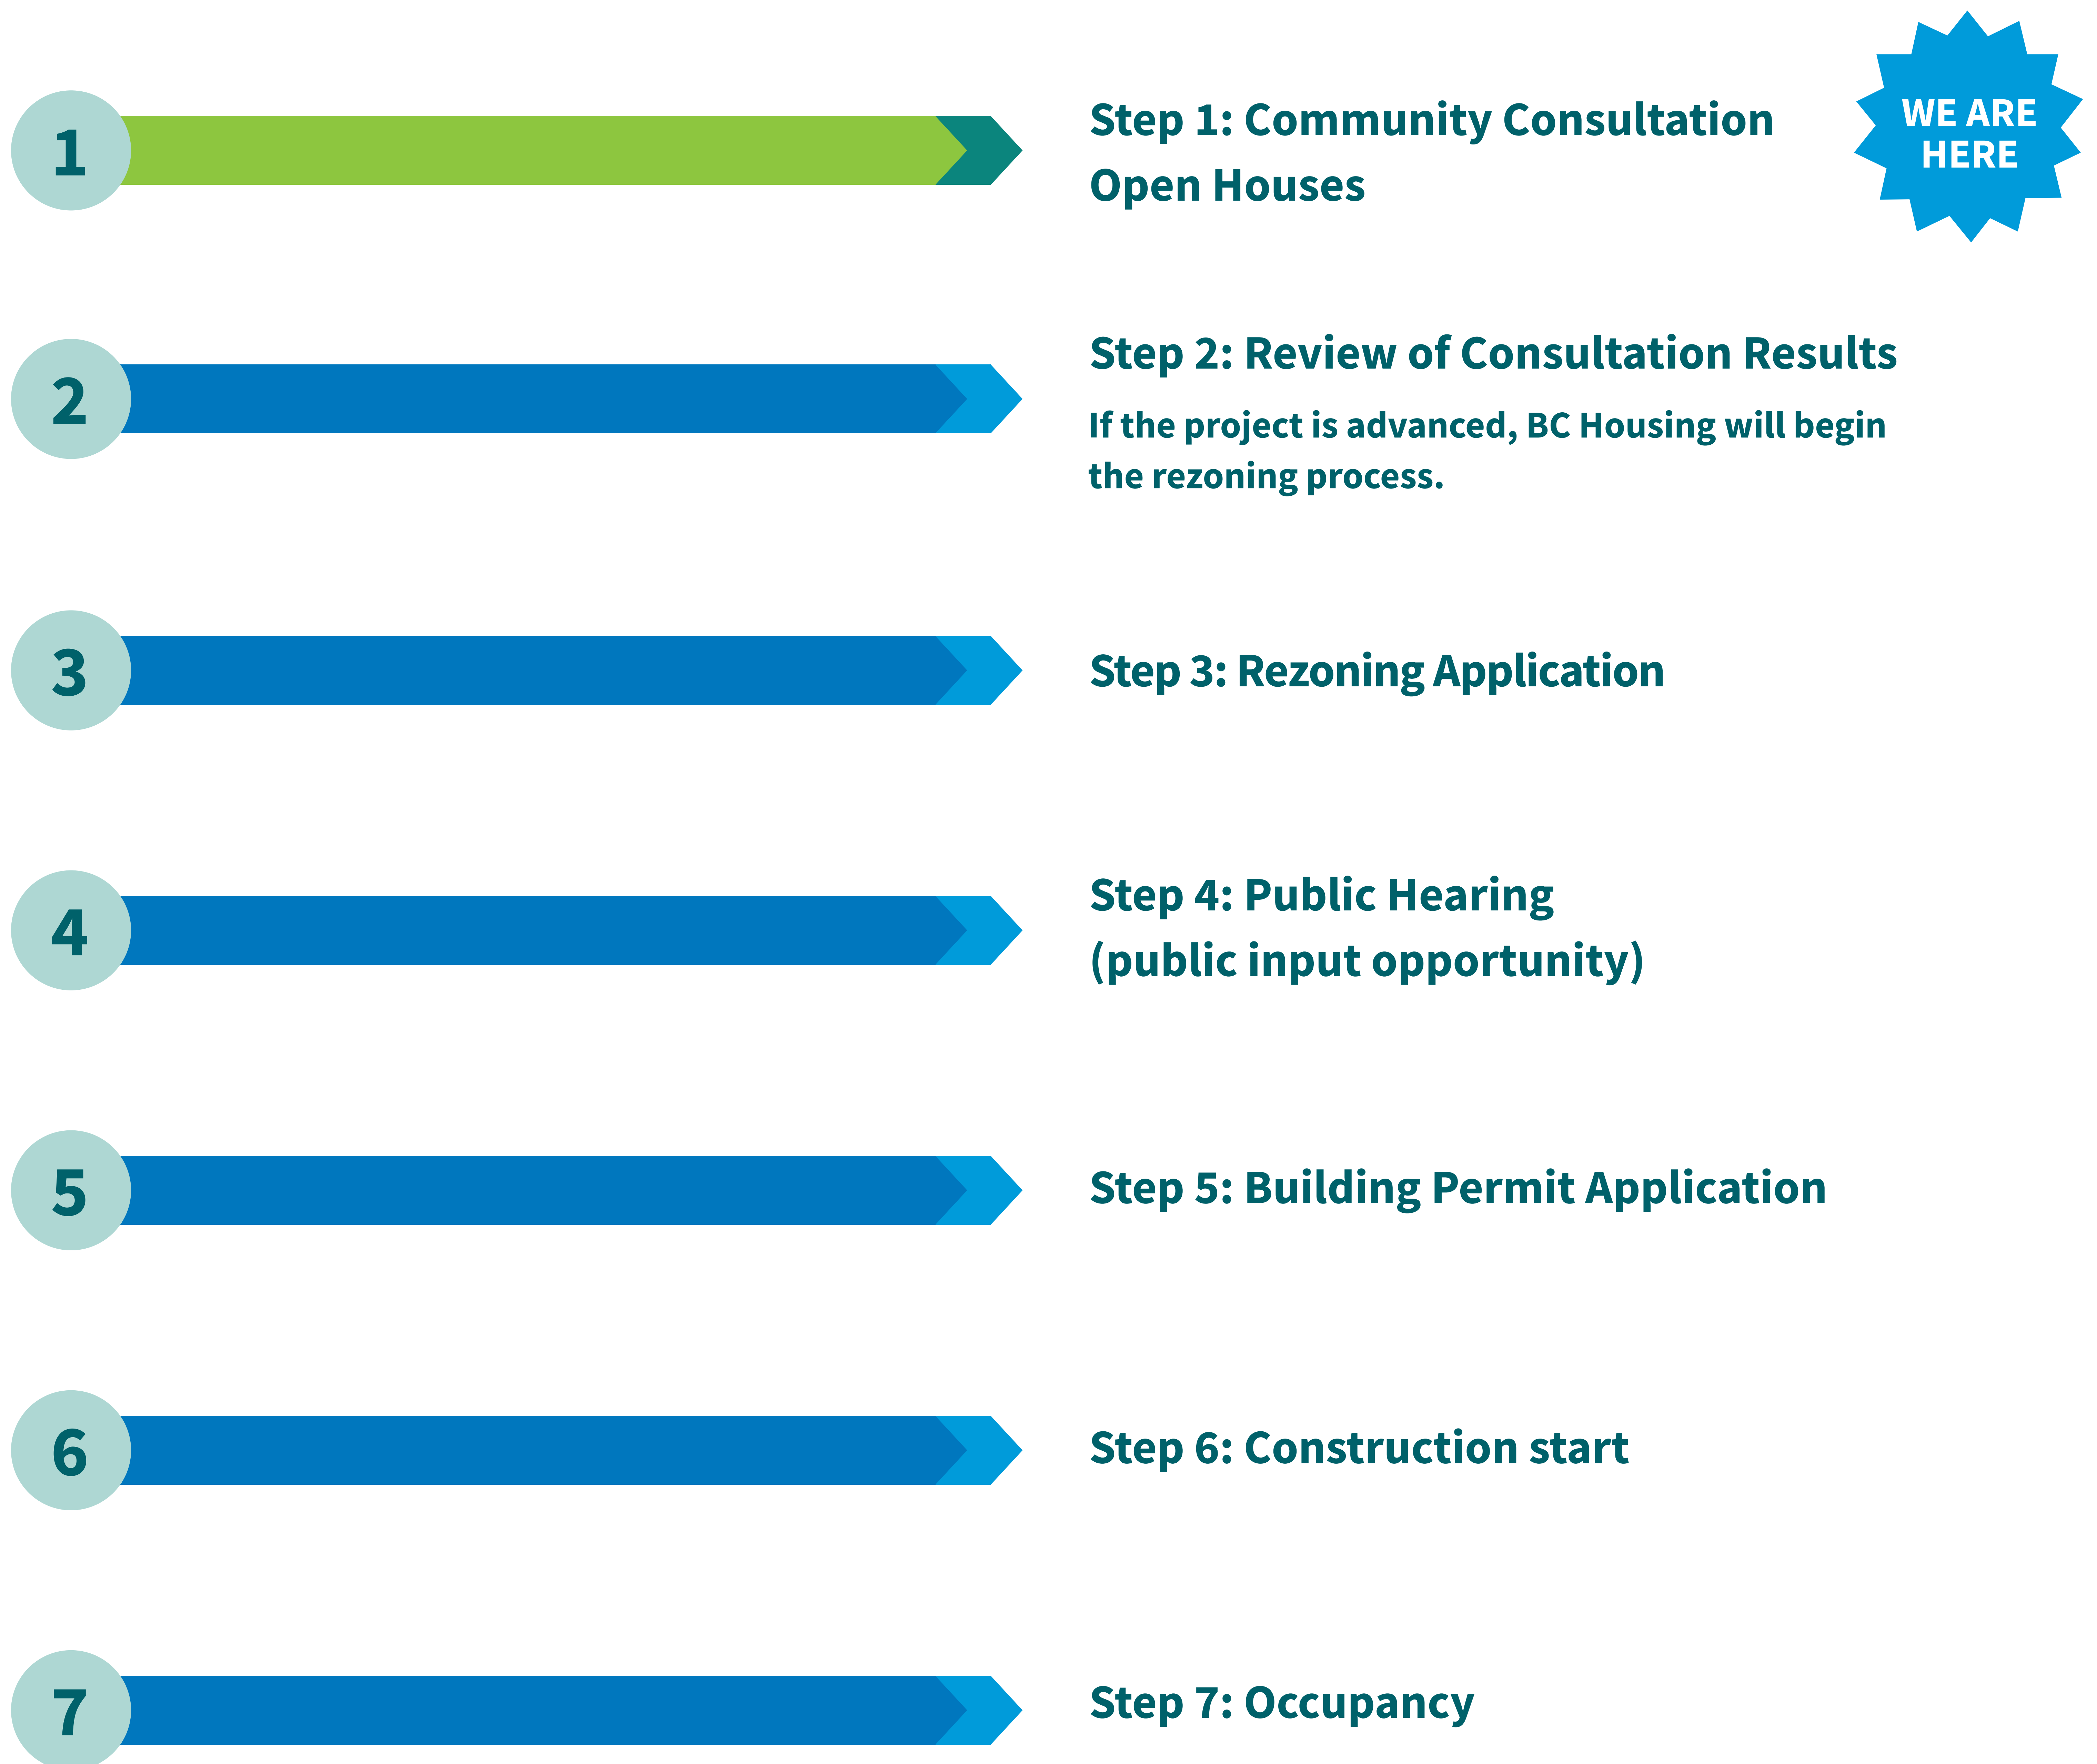 1
Step 1: Community Consultation
Open Houses
WE ARE
HERE
2
Step 2: Review of Consultation Results
If the project is advanced, BC Housing will begin
the rezoning process.
3
Step 3: Rezoning Application
4
Step 4: Public Hearing
(public input opportunity)
5
Step 5: Building Permit Application
6
Step 6: Construction start
7
Step 7: Occupancy